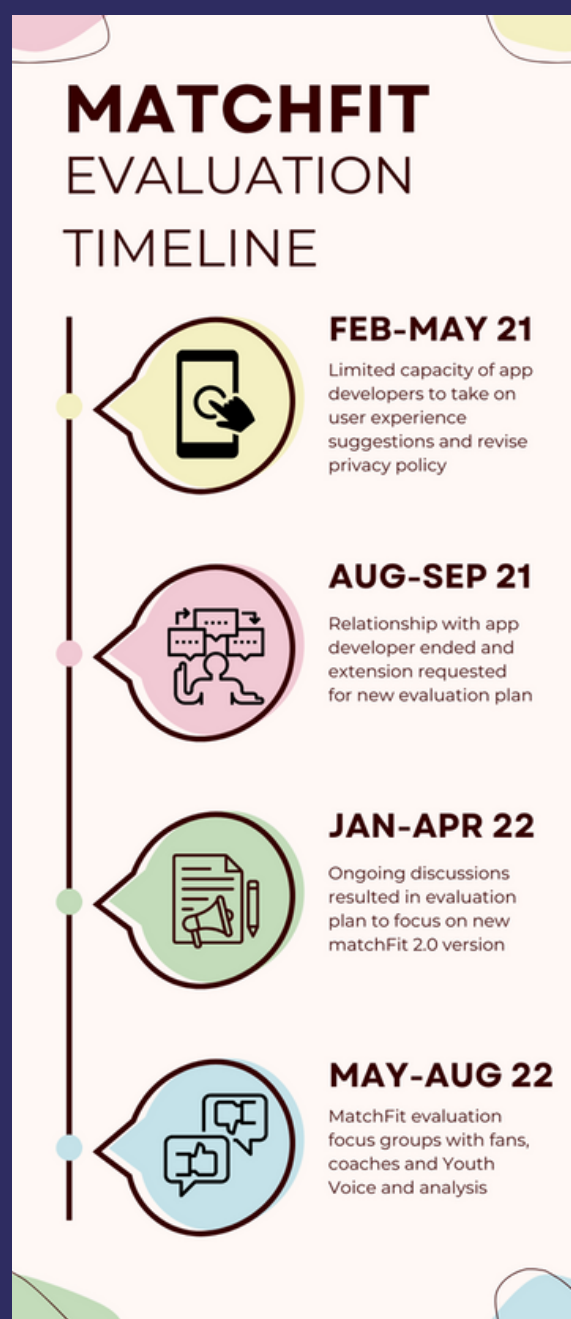 MATCHFIT
EVALUATION
TIMELINE
FEB-MAY 21
Limited capacity of app
developers to take on
user experience
suggestions and revise
privacy policy
AUG-SEP 21
Relationship with app
developer ended and
extension requested
for new evaluation plan
JAN-APR 22
Ongoing discussions
resulted in evaluation
plan to focus on new
matchFit 2.0 version
MAY-AUG 22
MatchFit evaluation
focus groups with fans,
coaches and Youth
Voice and analysis